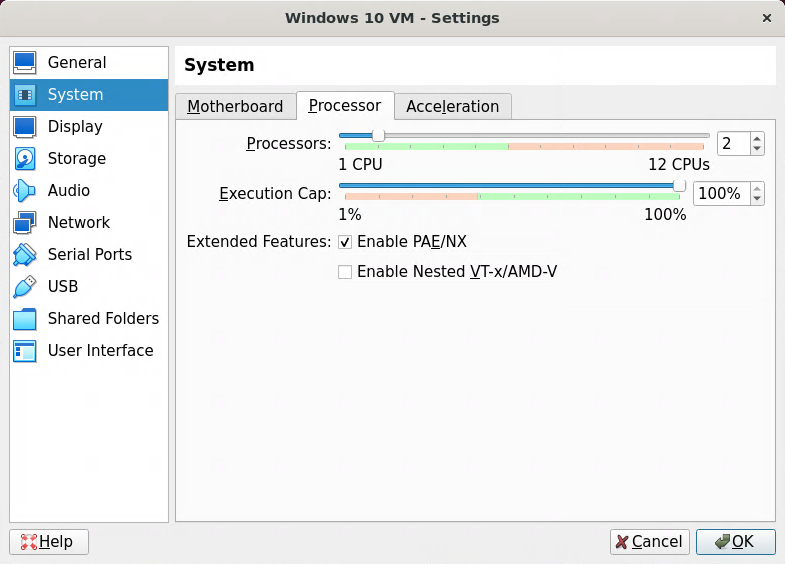 Windows 10 VM - Settings
General
System
Display
Storage
Audio
Network
Serial Ports
USB
Shared Folders
User Interface
System
Motherboard
Processor
Acceleration
Processors:
2
1 CPU
12 CPUs
Execution Cap:
100%
1%
100%
Extended Features:
Enable PAE/NX
Enable Nested VT-x/AMD-V
Help
Cancel
OK